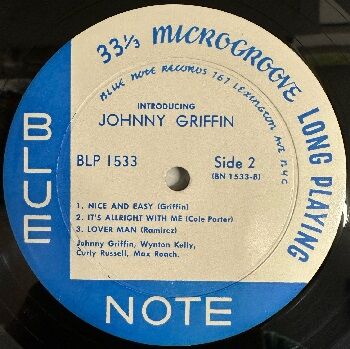 33⅓ MICROGROOVE LONG PLAYING
BLUE NOTE RECORDS 767 LEXINGTON AVE NYC
INTRODUCING
JOHNNY GRIFFIN
BLP 1533
Side 2
(BN 1533-B)
1. NICE AND EASY (Griffin)
2. IT'S ALLRIGHT WITH ME (Cole Porter)
3. LOVER MAN (Ramirez)
Johnny Griffin, Wynton Kelly,
Curly Russell, Max Roach.
BLUE
NOTE